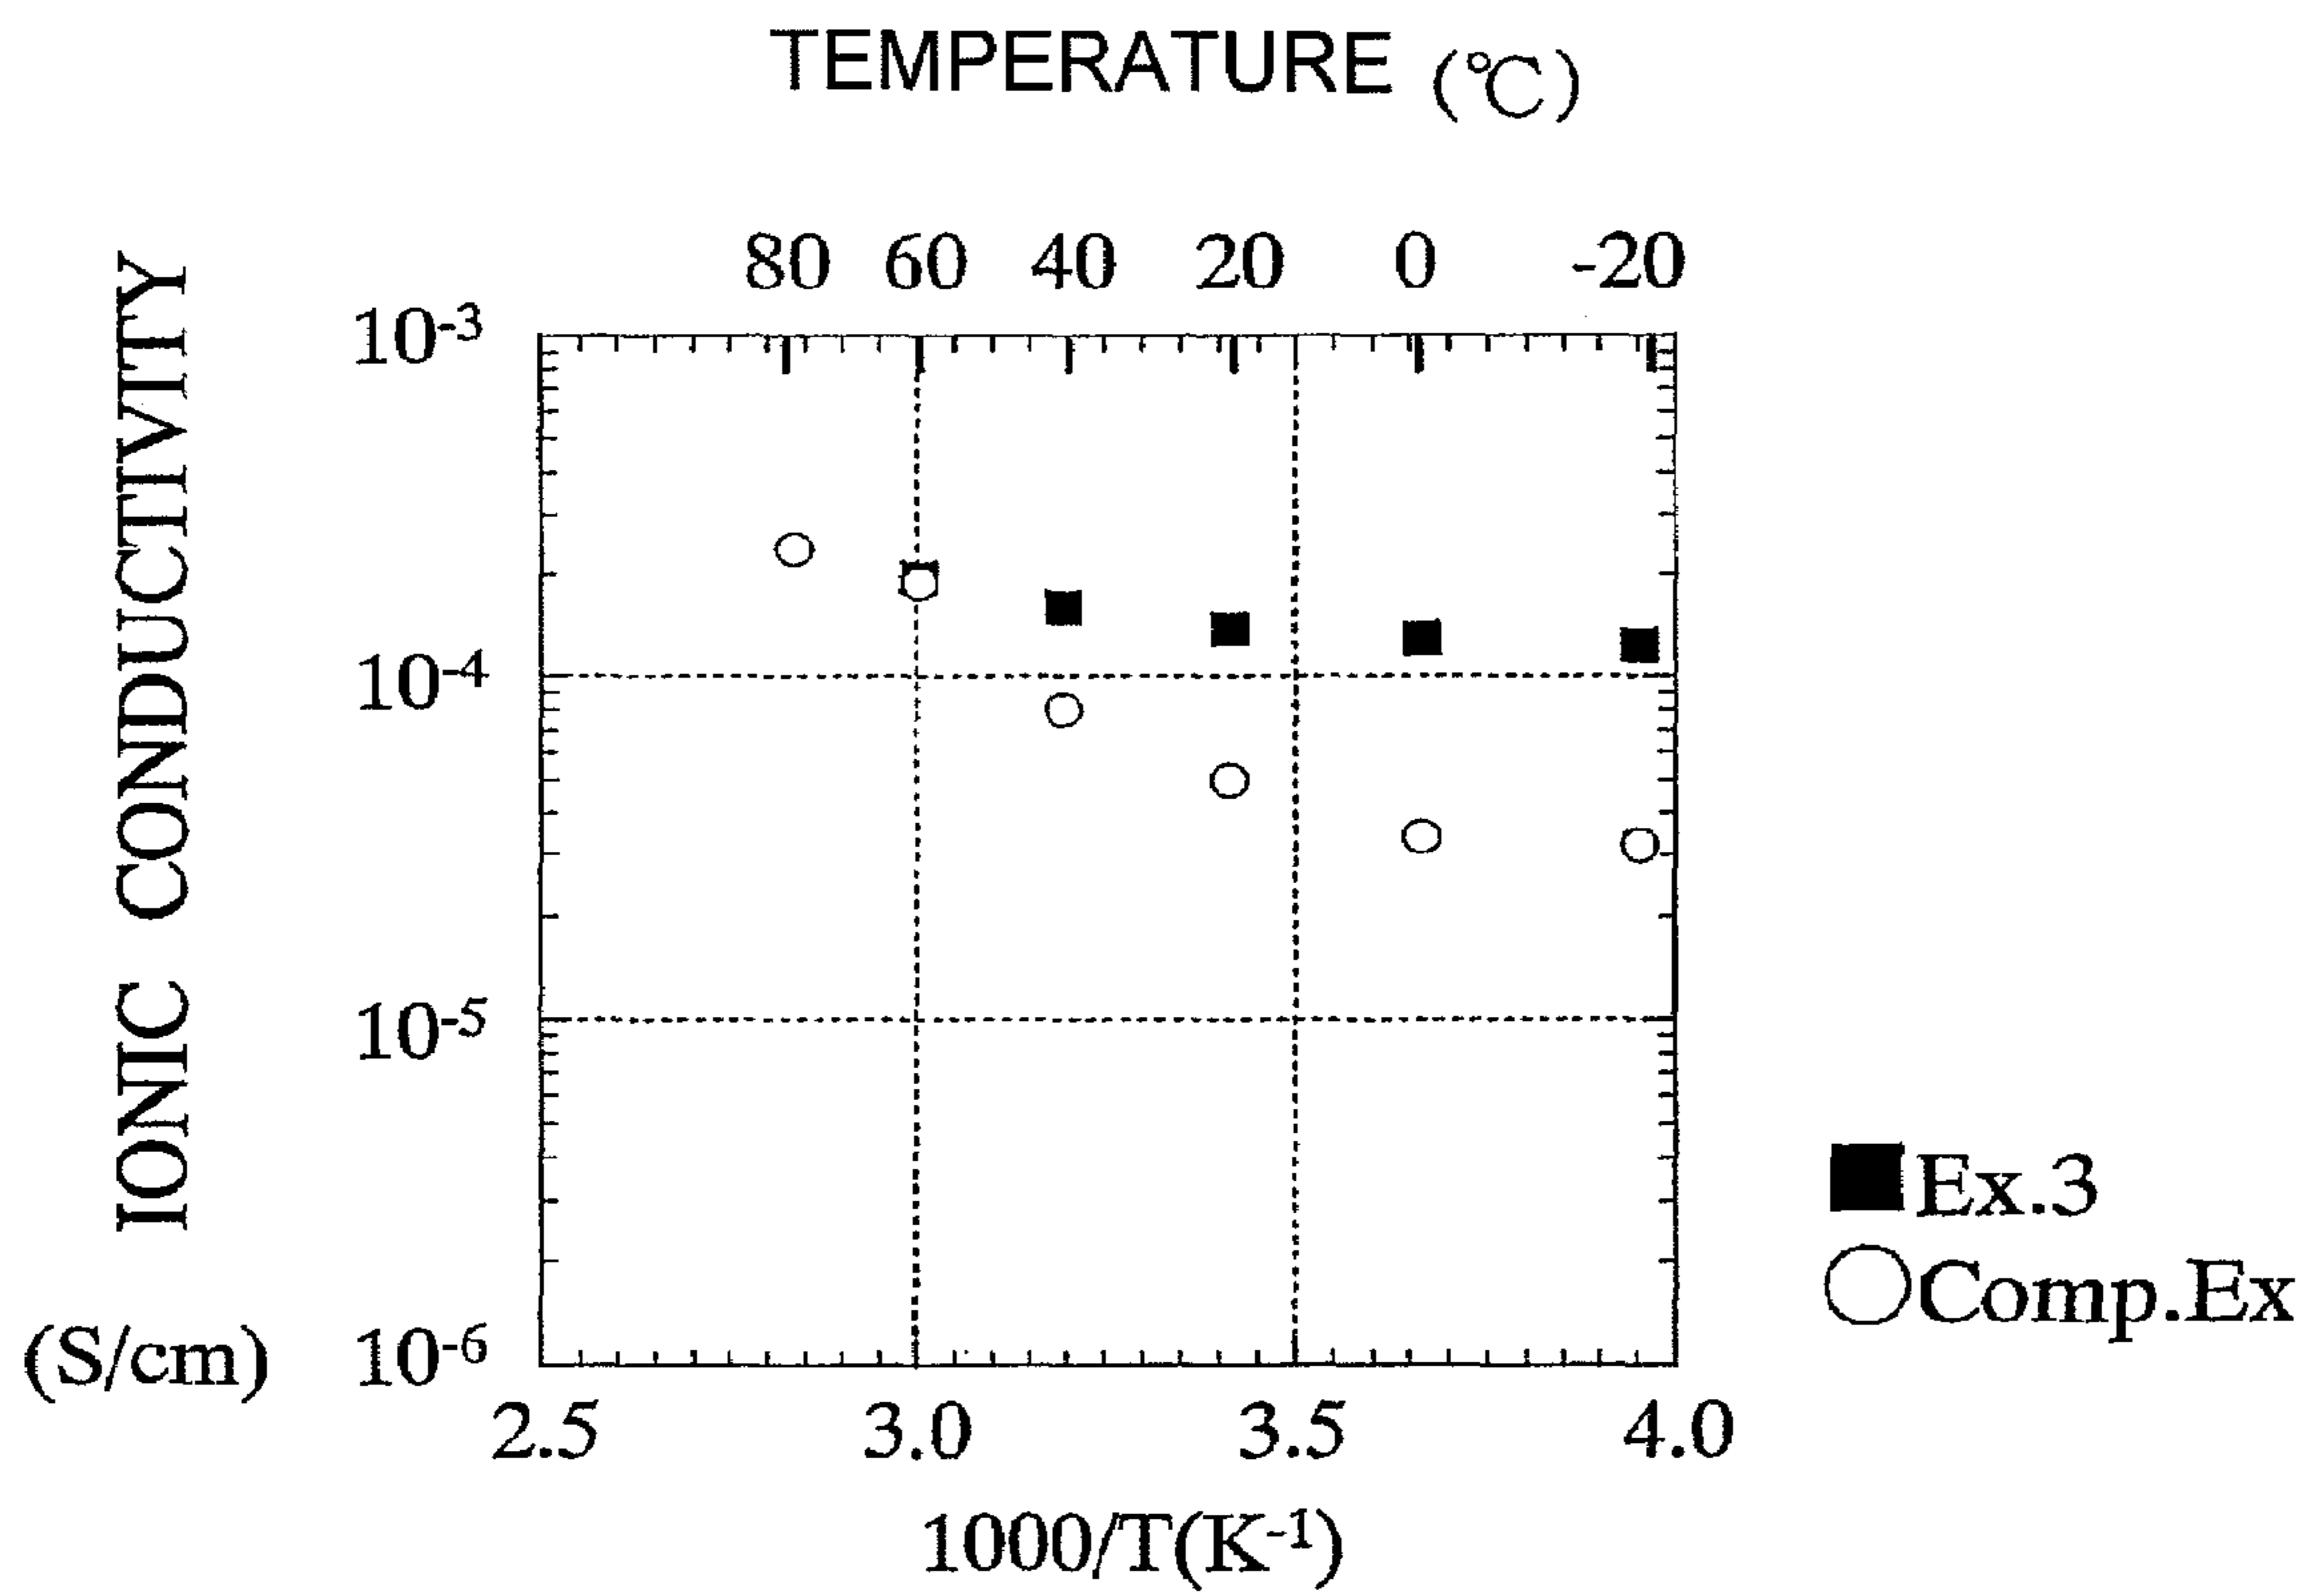 TEMPERATURE (℃)
80 60 40 20 0 -20
IONIC CONDUCTIVITY
(S/cm)
10-3
10-4
10-5
10-6
2.5 3.0 3.5 4.0
1000/T(K-1)
Ex.3
Comp.Ex